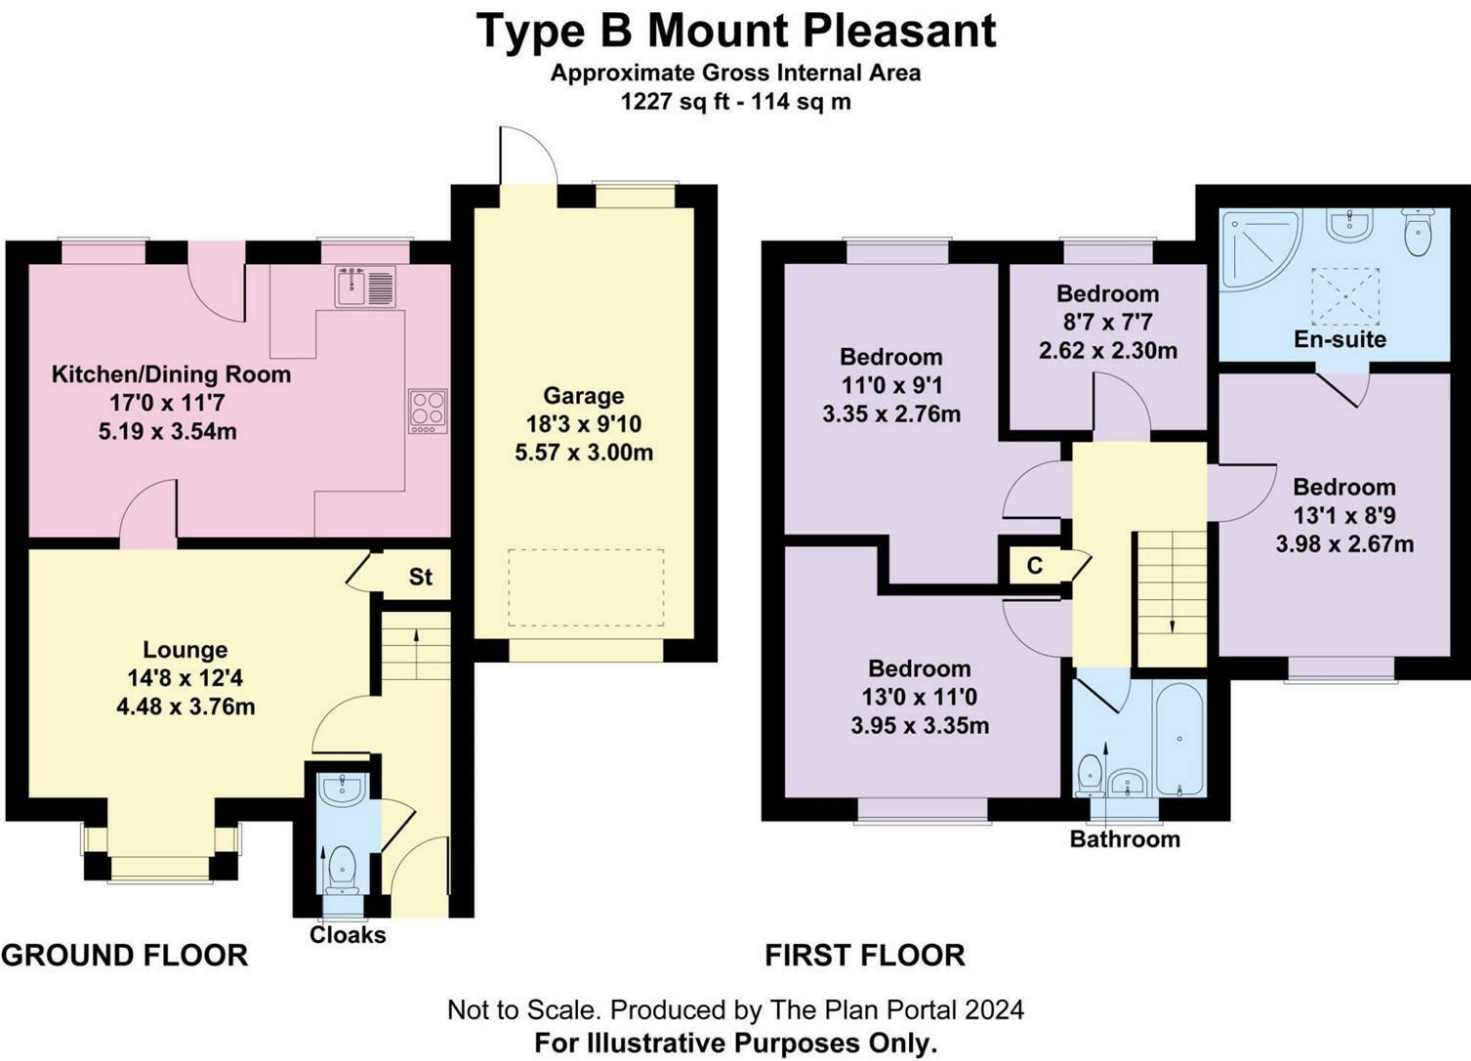 Type B Mount Pleasant
Approximate Gross Internal Area
1227 sq ft - 114 sq m
Kitchen/Dining Room
17'0 x 11'7
5.19 x 3.54m
Garage
18'3 x 9'10
5.57 x 3.00m
St
Lounge
14'8 x 12'4
4.48 x 3.76m
Cloaks
GROUND FLOOR
Bedroom
11'0 x 9'1
3.35 x 2.76m
Bedroom
8'7 x 7'7
2.62 x 2.30m
En-suite
Bedroom
13'1 x 8'9
3.98 x 2.67m
C
Bedroom
13'0 x 11'0
3.95 x 3.35m
Bathroom
FIRST FLOOR
Not to Scale. Produced by The Plan Portal 2024
For Illustrative Purposes Only.